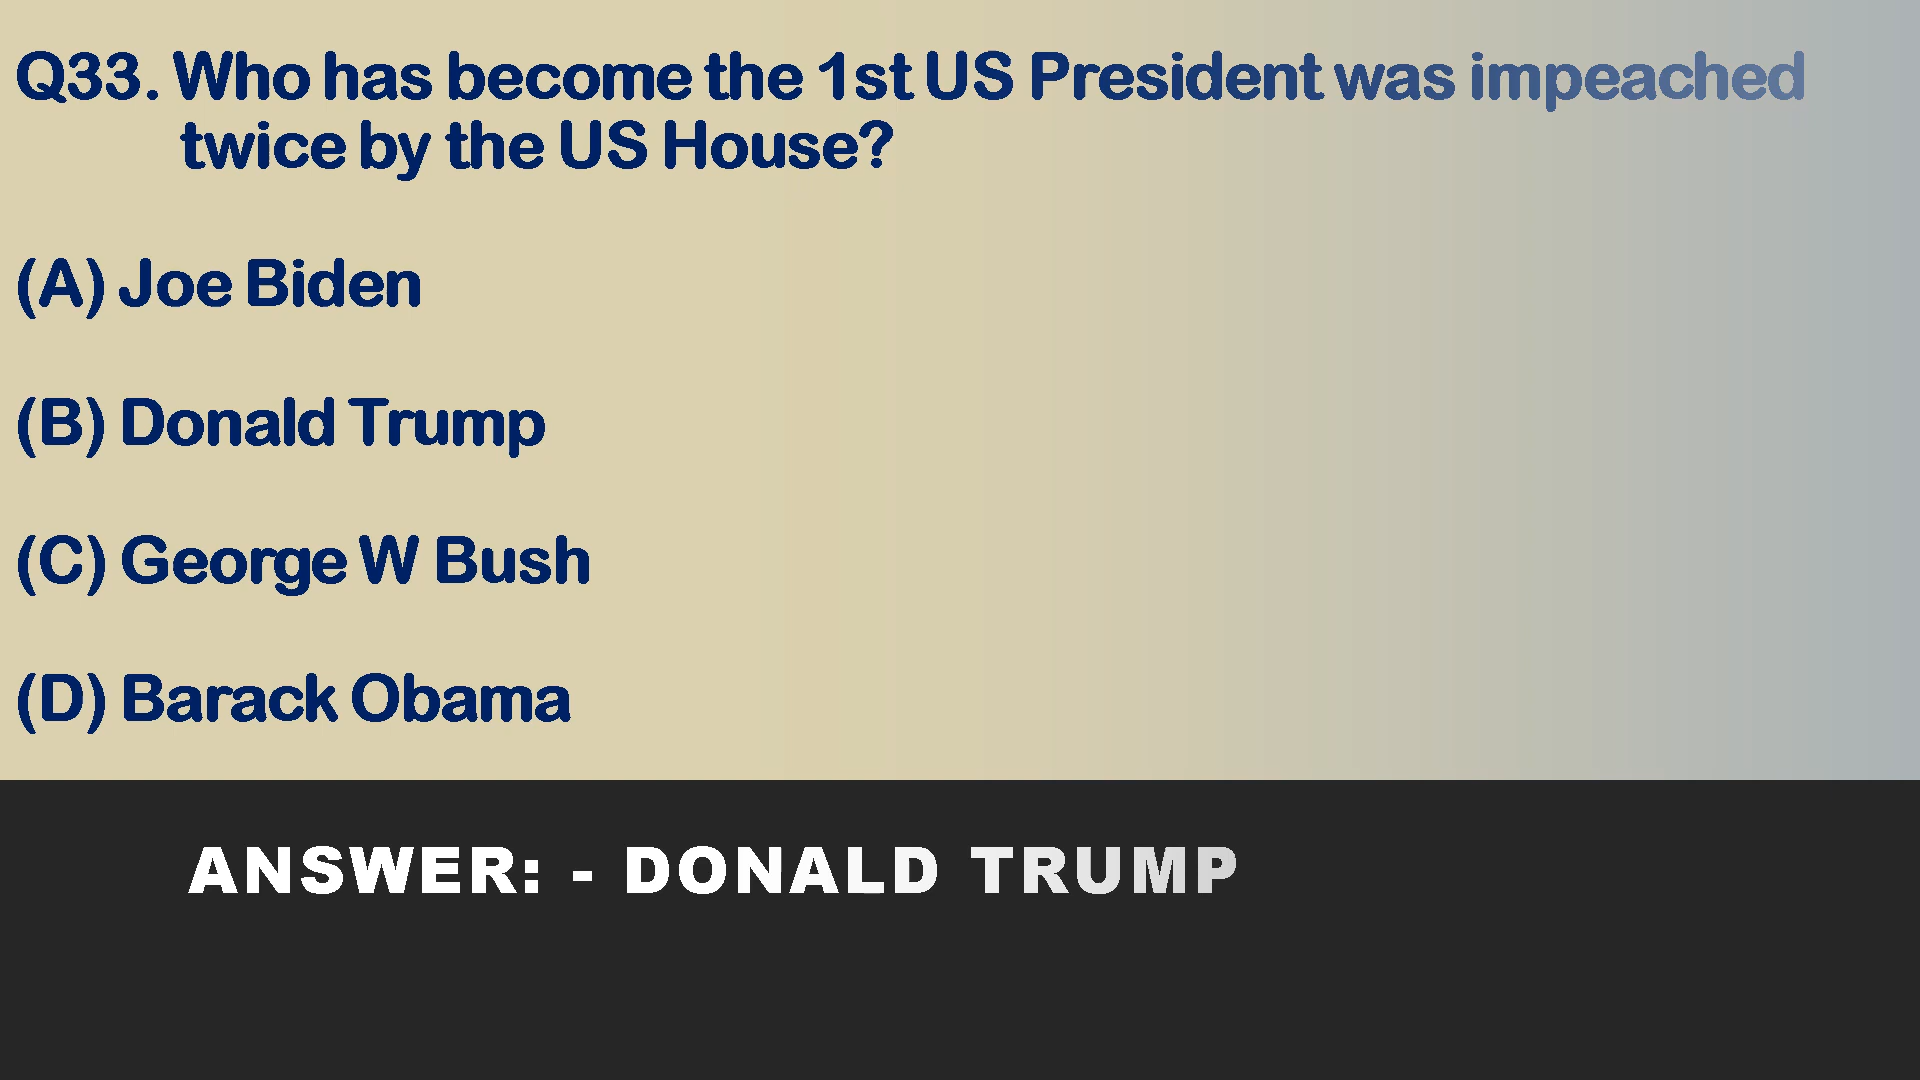 Q33. Who has become the 1st US President was impeached
twice by the US House?
(A) Joe Biden
(B) Donald Trump
(C) George W Bush
(D) Barack Obama
ANSWER: - DONALD TRUMP